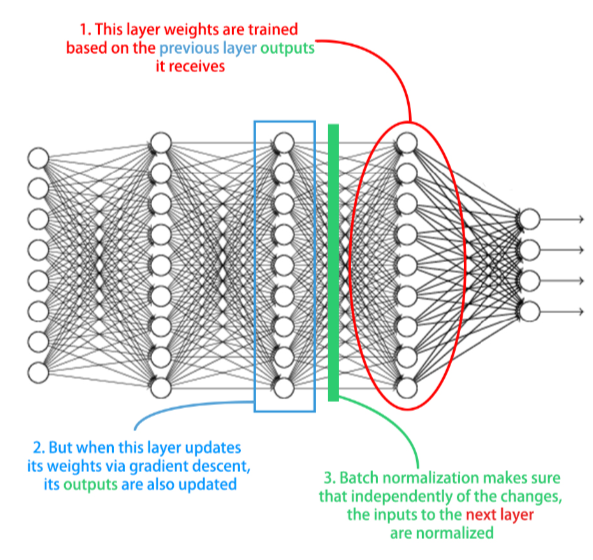 1. This layer weights are trained
based on the previous layer outputs
it receives
2. But when this layer updates
its weights via gradient descent,
its outputs are also updated
3. Batch normalization makes sure
that independently of the changes,
the inputs to the next layer
are normalized